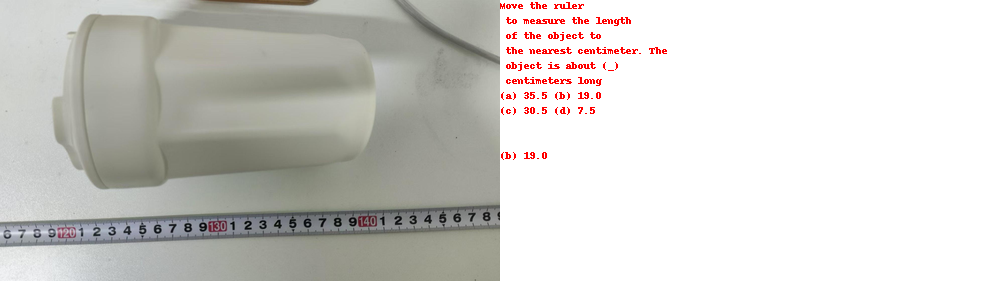 Move the ruler
to measure the length
of the object to
the nearest centimeter. The
object is about (_)
centimeters long
(a) 35.5 (b) 19.0
(c) 30.5 (d) 7.5
(b) 19.0
6 7 8 9 120 1 2 3 4 5 6 7 8 9 130 1 2 3 4 5 6 7 8 9 140 1 2 3 4 5 6 7 8